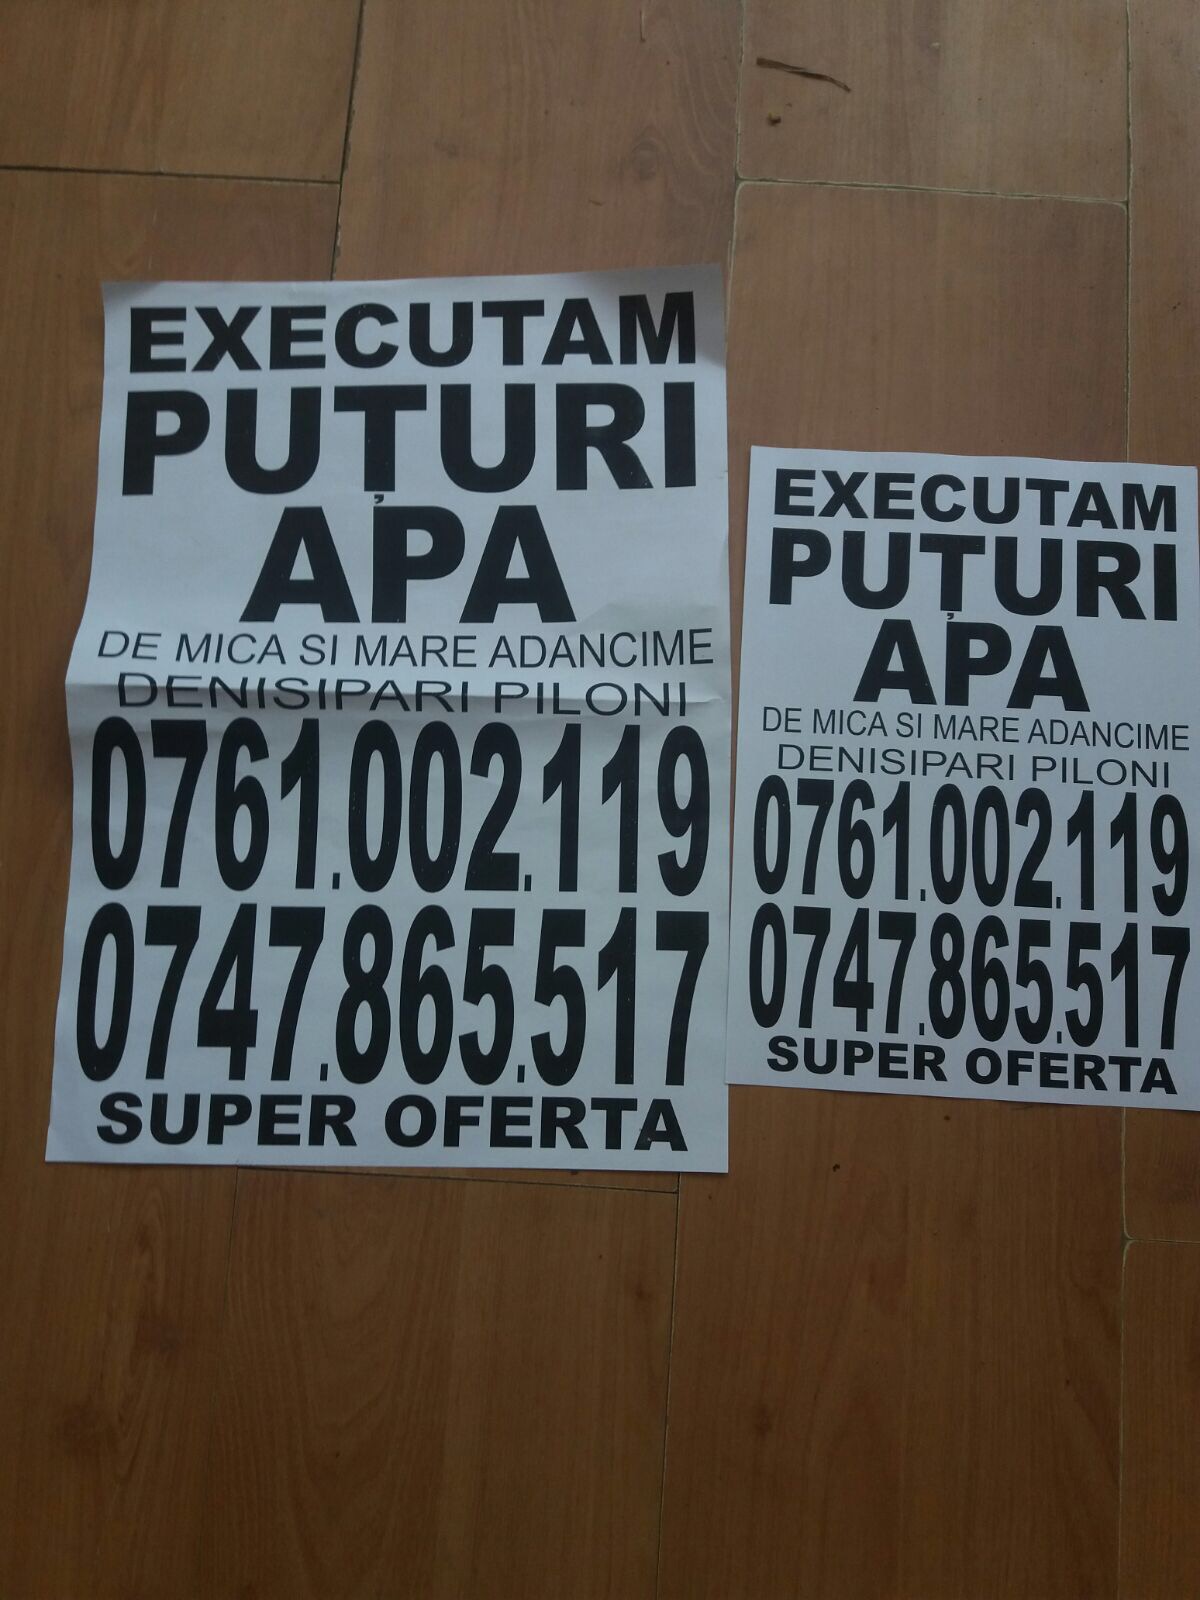 EXECUTAM
PUȚURI
APA
DE MICA SI MARE ADANCIME
DENISIPARI PILONI
0761.002.119
0747.865.517
SUPER OFERTA
EXECUTAM
PUȚURI
APA
DE MICA SI MARE ADANCIME
DENISIPARI PILONI
0761.002.119
0747.865.517
SUPER OFERTA